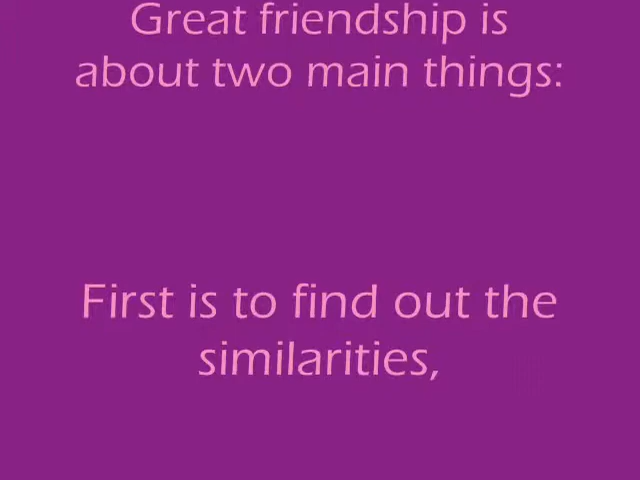 Great friendship is
about two main things:
First is to find out the
similarities,